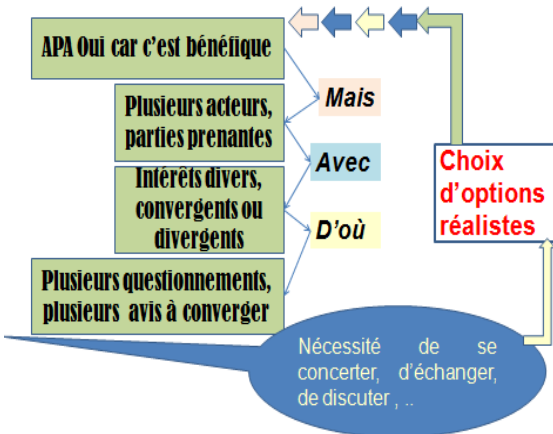 APA Oui car c'est bénéfique
Mais
Plusieurs acteurs,
parties prenantes
Avec
Intérêts divers,
convergents ou
divergents
D'où
Plusieurs questionnements,
plusieurs avis à converger
Choix
d'options
réalistes
Nécessité de se
concerter, d'échanger,
de discuter , ..